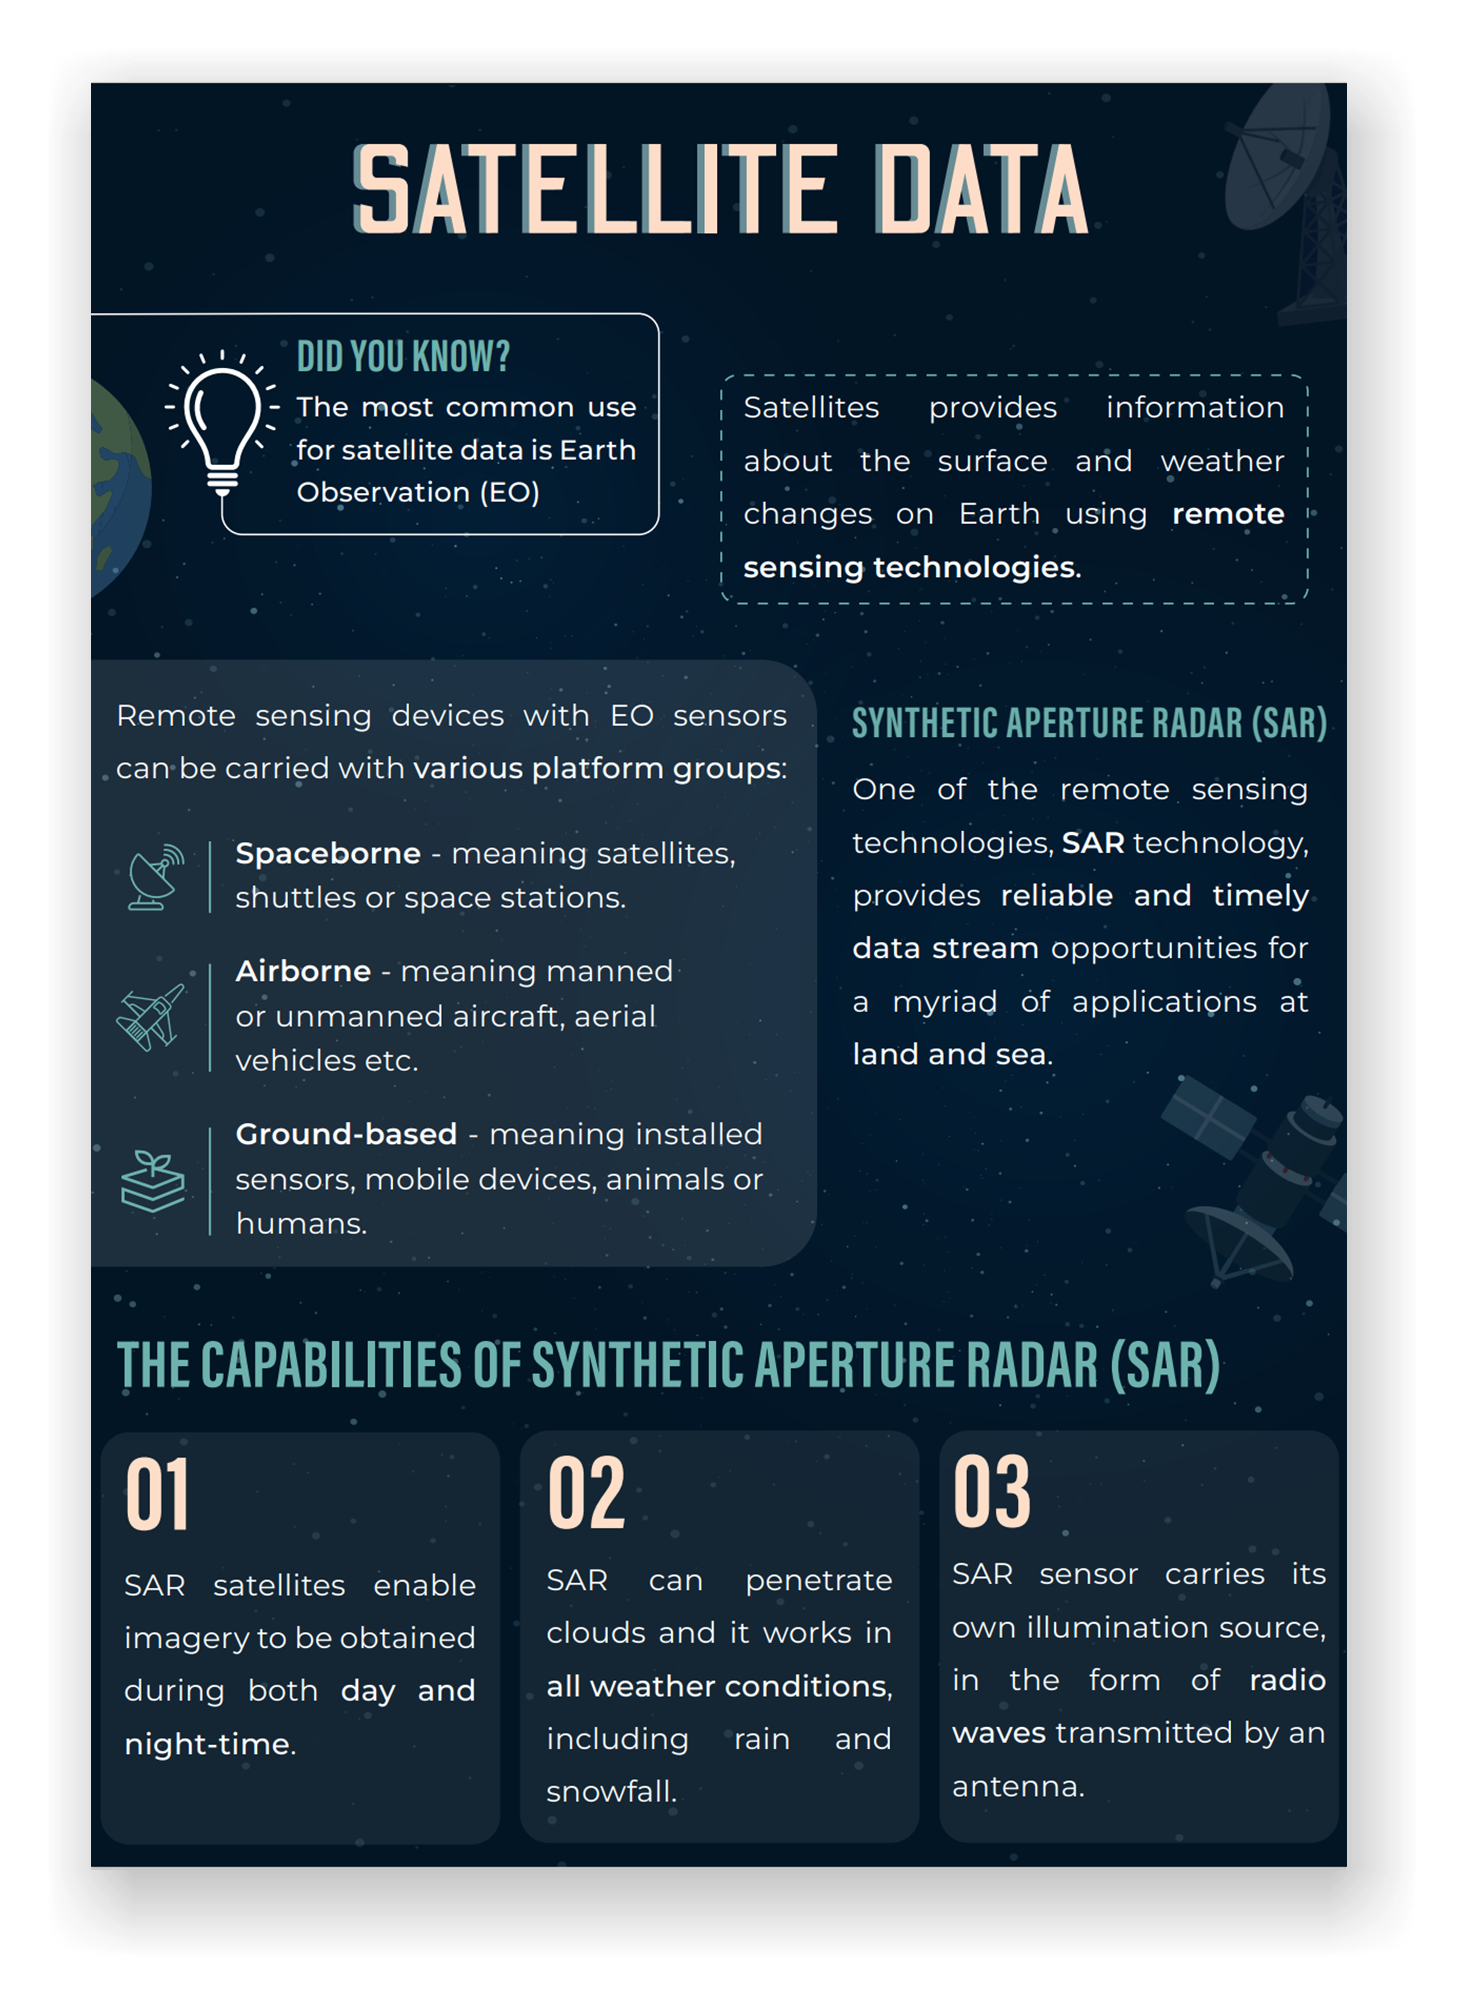 SATELLITE DATA
DID YOU KNOW?
The most common use
for satellite data is Earth
Observation (EO)
Satellites provides information
about the surface and weather
changes on Earth using remote
sensing technologies.
Remote sensing devices with EO sensors
can be carried with various platform groups:
Spaceborne - meaning satellites,
shuttles or space stations.
Airborne - meaning manned
or unmanned aircraft, aerial
vehicles etc.
Ground-based - meaning installed
sensors, mobile devices, animals or
humans.
SYNTHETIC APERTURE RADAR (SAR)
One of the remote sensing
technologies, SAR technology,
provides reliable and timely
data stream opportunities for
a myriad of applications at
land and sea.
THE CAPABILITIES OF SYNTHETIC APERTURE RADAR (SAR)
01
SAR satellites enable
imagery to be obtained
during both day and
night-time.
02
SAR can penetrate
clouds and it works in
all weather conditions,
including rain and
snowfall.
03
SAR sensor carries its
own illumination source,
in the form of radio
waves transmitted by an
antenna.